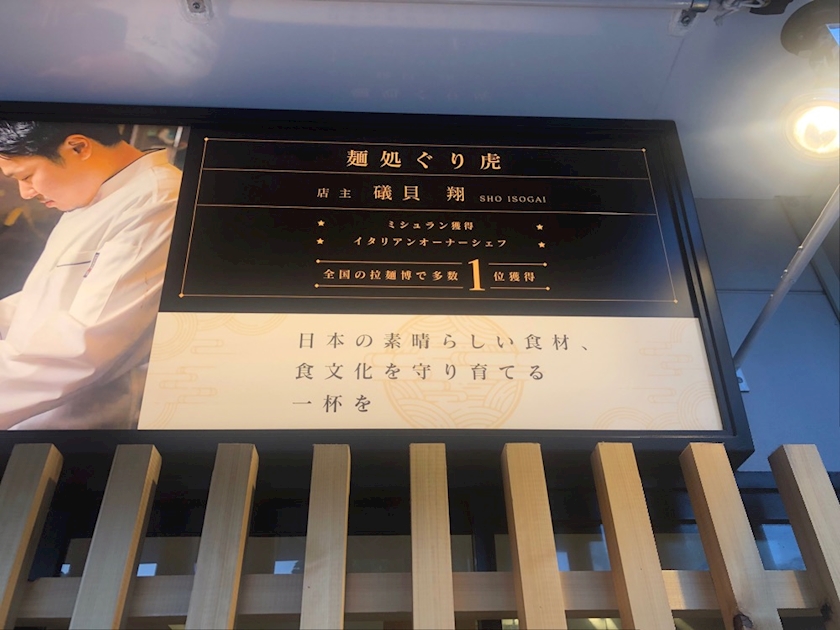 麺処ぐり虎
店主 礒貝 翔 SHO ISOGAI
★ ミシュラン獲得 ★
★ イタリアンオーナーシェフ ★
全国の拉麺博で多数1位獲得
日本の素晴らしい食材、
食文化を守り育てる
一杯を